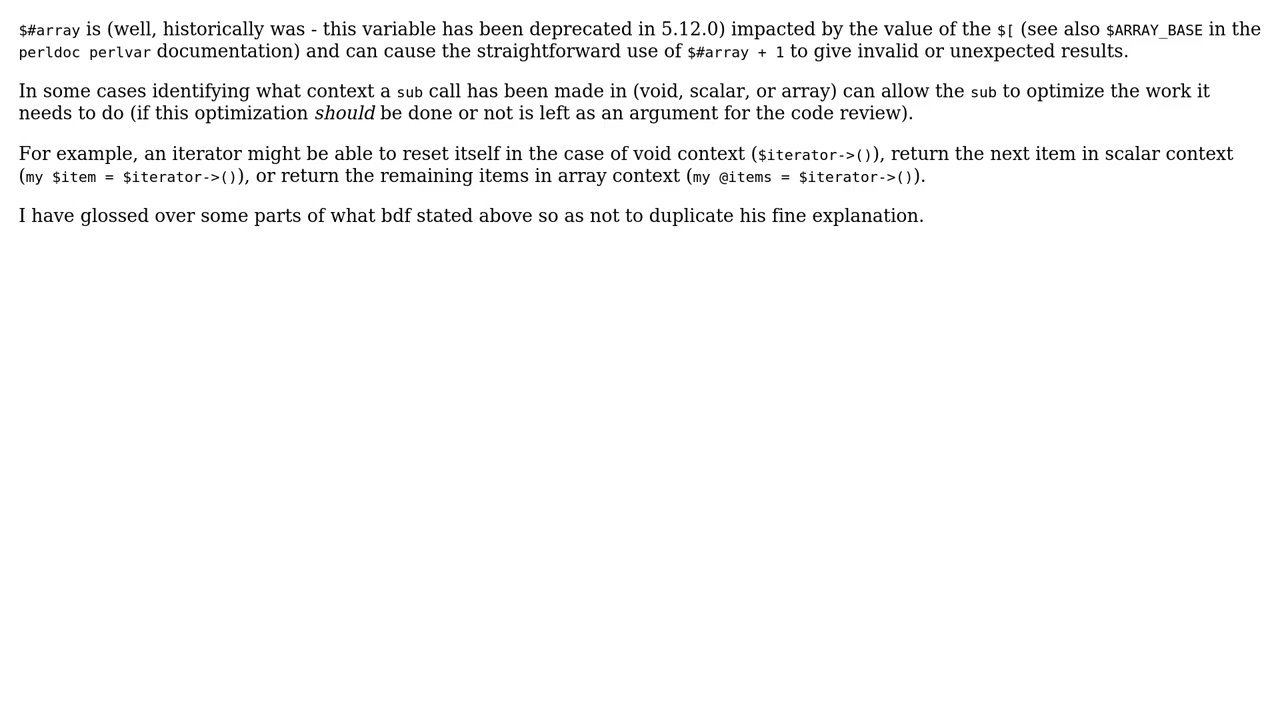 $#array is (well, historically was - this variable has been deprecated in 5.12.0) impacted by the value of the $[ (see also $ARRAY_BASE in the
perldoc perlvar documentation) and can cause the straightforward use of $#array + 1 to give invalid or unexpected results.
In some cases identifying what context a sub call has been made in (void, scalar, or array) can allow the sub to optimize the work it
needs to do (if this optimization should be done or not is left as an argument for the code review).
For example, an iterator might be able to reset itself in the case of void context ($iterator->()), return the next item in scalar context
(my $item = $iterator->()), or return the remaining items in array context (my @items = $iterator->()).
I have glossed over some parts of what bdf stated above so as not to duplicate his fine explanation.